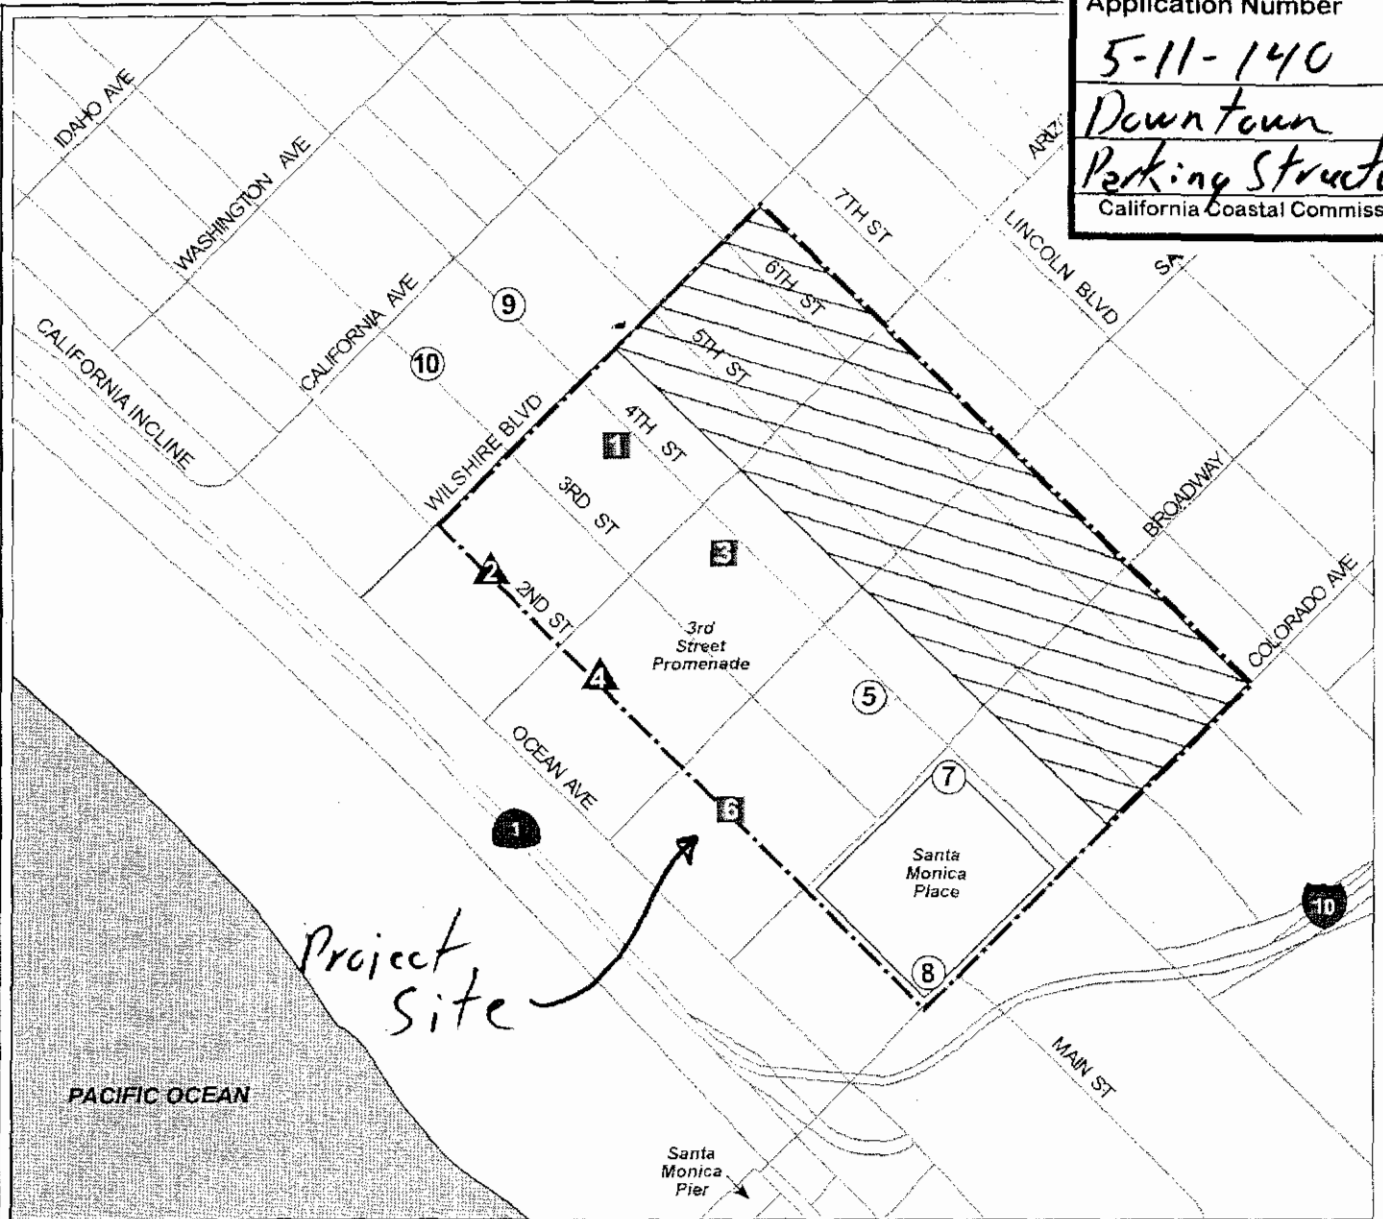 Application Number
5-11-140
Downtown
Parking Structu
California Coastal Commiss
IDAHO AVE
WASHINGTON AVE
CALIFORNIA AVE
CALIFORNIA INCLINE
ARIZ
7TH ST
LINCOLN BLVD
SA
6TH ST
5TH ST
9
10
WILSHIRE BLVD
4TH ST
1
3RD ST
3
BROADWAY
2
2ND ST
COLORADO AVE
3rd
Street
Promenade
4
5
OCEAN AVE
7
6
1
Santa
Monica
Place
10
Project
Site
8
MAIN ST
PACIFIC OCEAN
Santa
Monica
Pier